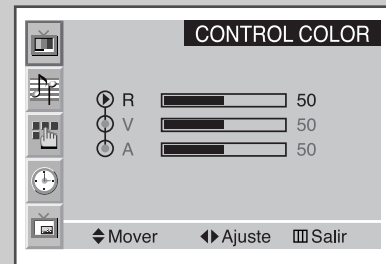 CONTROL COLOR
R 50
V 50
A 50
Mover Ajuste Salir